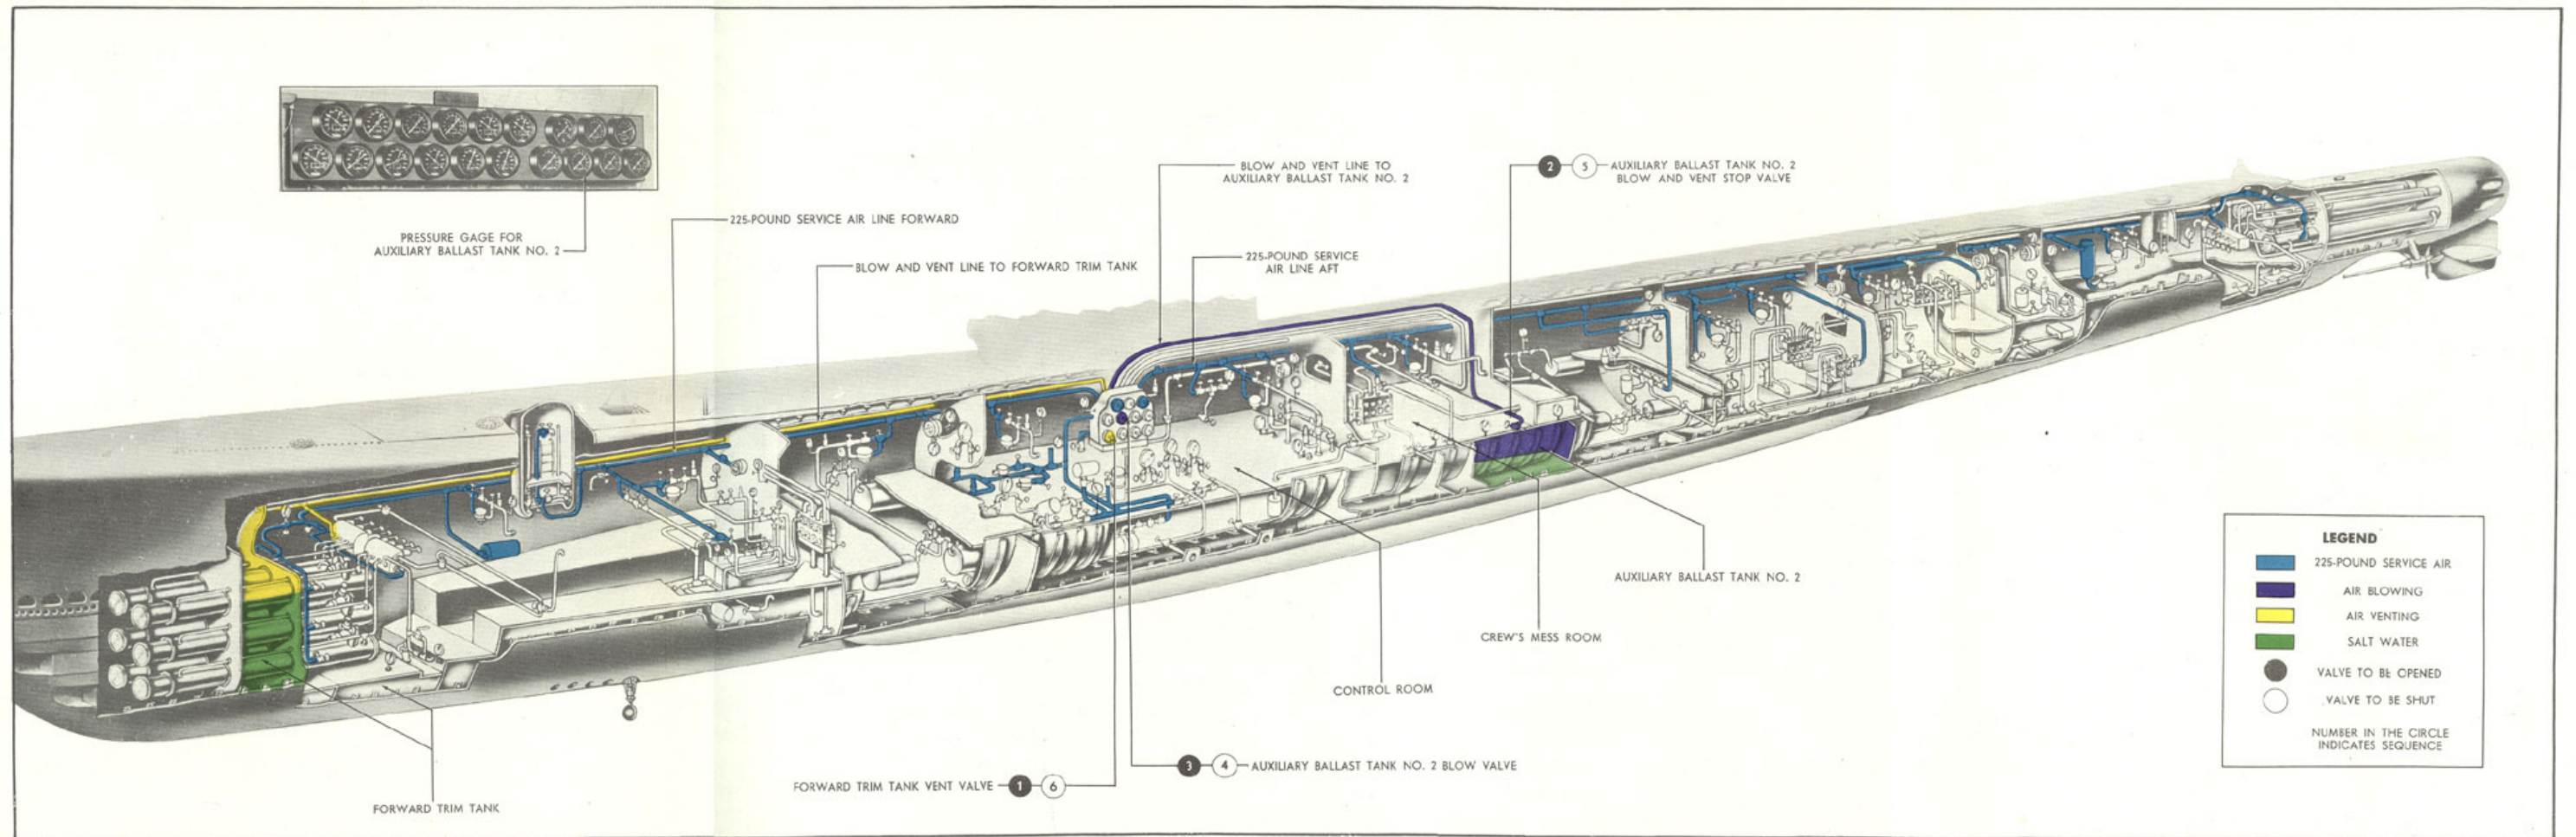 PRESSURE GAGE FOR
AUXILIARY BALLAST TANK NO. 2
225-POUND SERVICE AIR LINE FORWARD
BLOW AND VENT LINE TO FORWARD TRIM TANK
BLOW AND VENT LINE TO
AUXILIARY BALLAST TANK NO. 2
225-POUND SERVICE
AIR LINE AFT
2 5 AUXILIARY BALLAST TANK NO. 2
BLOW AND VENT STOP VALVE
AUXILIARY BALLAST TANK NO. 2
CREW'S MESS ROOM
CONTROL ROOM
3 4 AUXILIARY BALLAST TANK NO. 2 BLOW VALVE
FORWARD TRIM TANK VENT VALVE 1 6
FORWARD TRIM TANK
LEGEND
225-POUND SERVICE AIR
AIR BLOWING
AIR VENTING
SALT WATER
VALVE TO BE OPENED
VALVE TO BE SHUT
NUMBER IN THE CIRCLE
INDICATES SEQUENCE